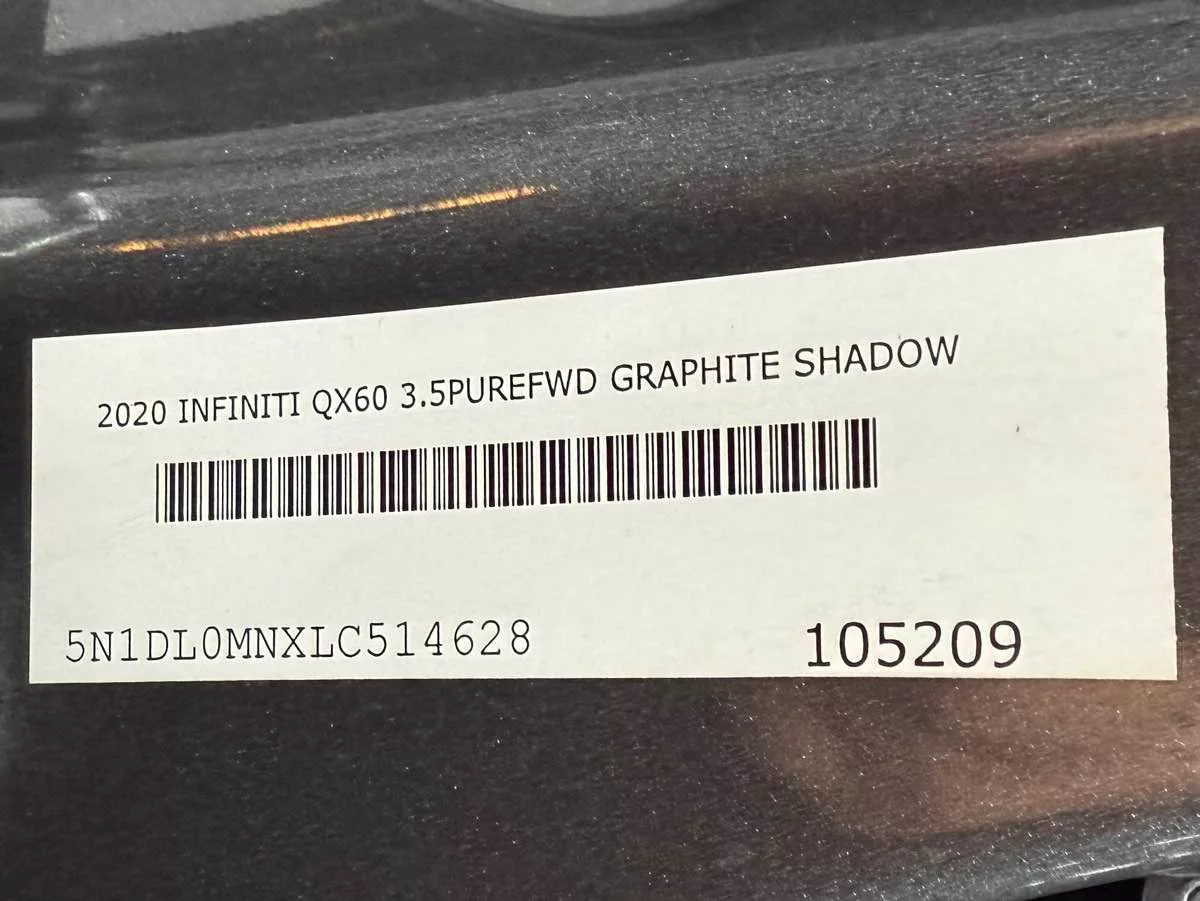 2020 INFINITI QX60 3.5PUREFWD GRAPHITE SHADOW
5N1DL0MNXLC514628
105209